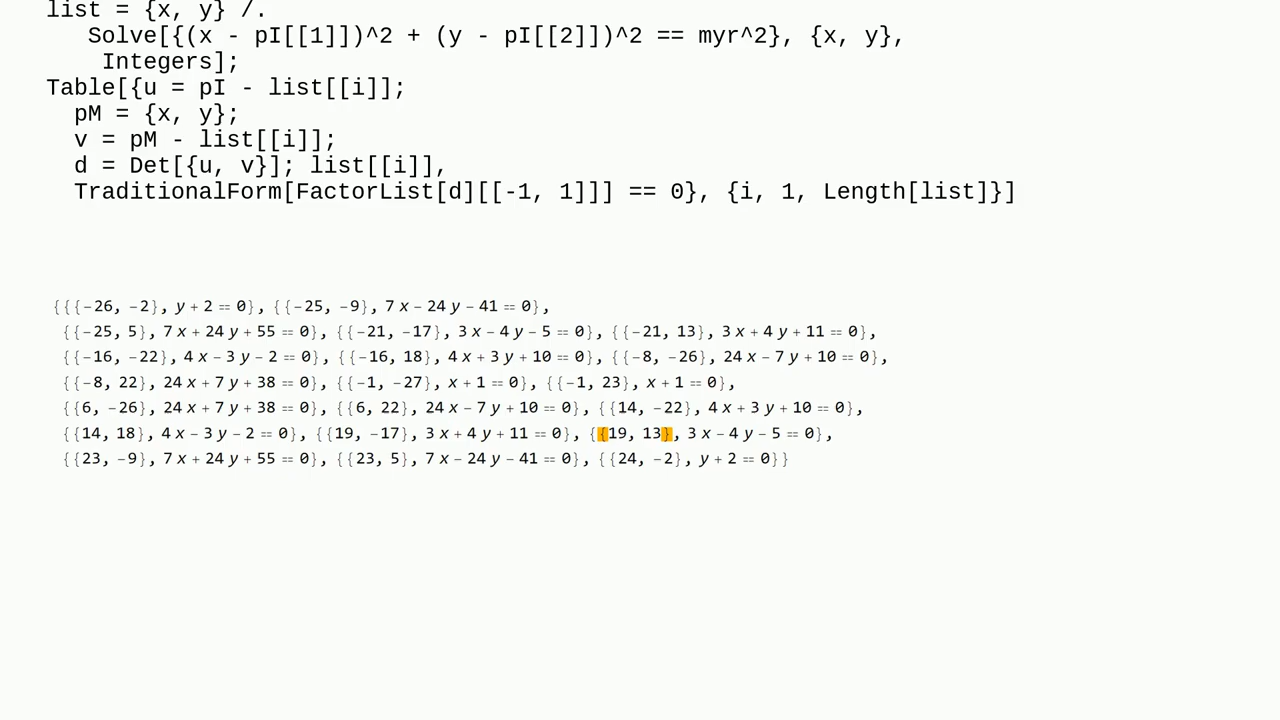 list = {x, y} /.
Solve[{(x - pI[[1]])^2 + (y - pI[[2]])^2 == myr^2}, {x, y},
Integers];
Table[{u = pI - list[[i]];
pM = {x, y};
v = pM - list[[i]];
d = Det[{u, v}]; list[[i]],
TraditionalForm[FactorList[d][[-1, 1]]] == 0}, {i, 1, Length[list]}]
{{{-26, -2}, y + 2 == 0}, {{-25, -9}, 7 x - 24 y - 41 == 0},
{{-25, 5}, 7 x + 24 y + 55 == 0}, {{-21, -17}, 3 x - 4 y - 5 == 0}, {{-21, 13}, 3 x + 4 y + 11 == 0},
{{-16, -22}, 4 x - 3 y - 2 == 0}, {{-16, 18}, 4 x + 3 y + 10 == 0}, {{-8, -26}, 24 x - 7 y + 10 == 0},
{{-8, 22}, 24 x + 7 y + 38 == 0}, {{-1, -27}, x + 1 == 0}, {{-1, 23}, x + 1 == 0},
{{6, -26}, 24 x + 7 y + 38 == 0}, {{6, 22}, 24 x - 7 y + 10 == 0}, {{14, -22}, 4 x + 3 y + 10 == 0},
{{14, 18}, 4 x - 3 y - 2 == 0}, {{19, -17}, 3 x + 4 y + 11 == 0}, {{19, 13}, 3 x - 4 y - 5 == 0},
{{23, -9}, 7 x + 24 y + 55 == 0}, {{23, 5}, 7 x - 24 y - 41 == 0}, {{24, -2}, y + 2 == 0}}